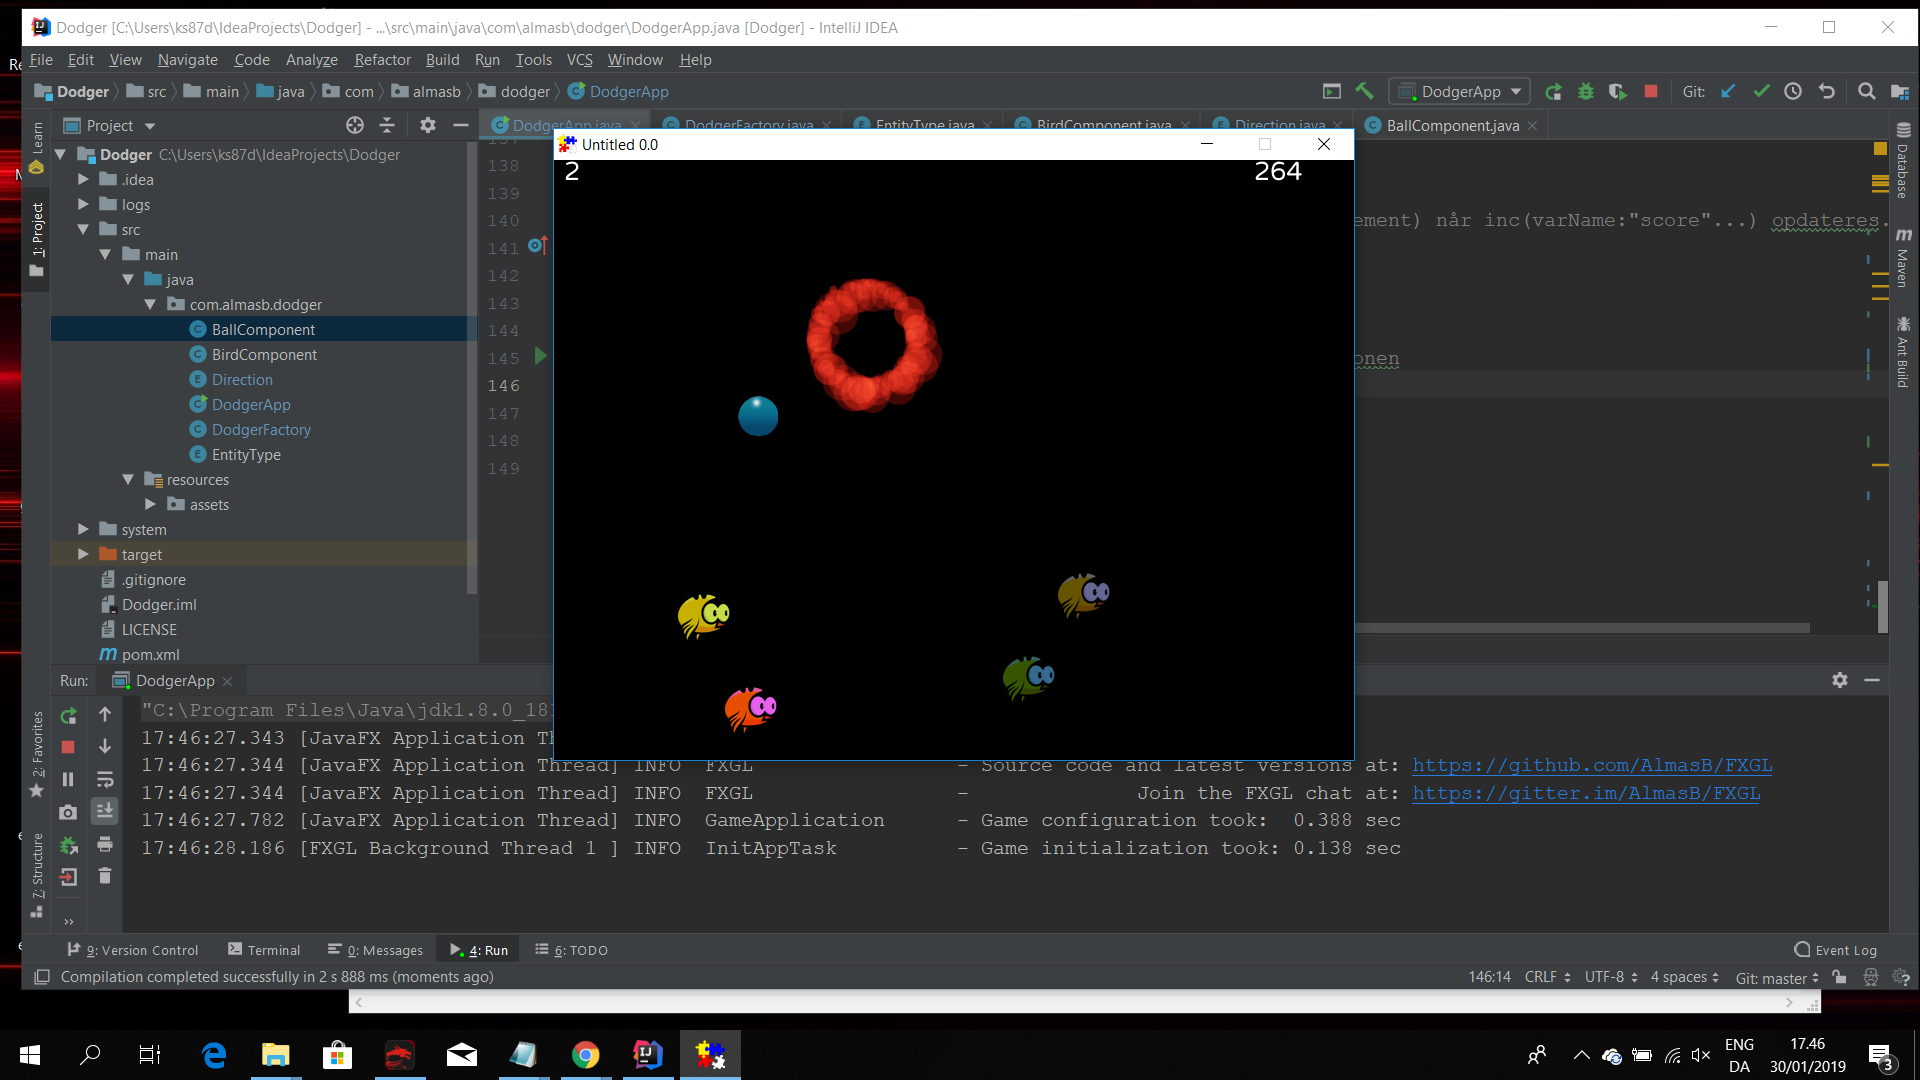 Dodger [C:\Users\ks87d\IdeaProjects\Dodger] - ...\src\main\java\com\almasb\dodger\DodgerApp.java [Dodger] - IntelliJ IDEA
File Edit View Navigate Code Analyze Refactor Build Run Tools VCS Window Help
Dodger src main java com almasb dodger DodgerApp
DodgerApp Git:
Learn
1: Project
2: Favorites
7: Structure
Project
Dodger C:\Users\ks87d\IdeaProjects\Dodger
.idea
logs
src
main
java
com.almasb.dodger
BallComponent
BirdComponent
Direction
DodgerApp
DodgerFactory
EntityType
resources
assets
system
target
.gitignore
Dodger.iml
LICENSE
pom.xml
DodgerApp.java DodgerFactory.java EntityType.java BirdComponent.java Direction.java BallComponent.java
138
139
140 ement) når inc(varName:"score"...) opdateres.
141
142
143
144
145 onen
146
147
148
149
Untitled 0.0
2 264
Database
Maven
Ant Build
Run: DodgerApp
"C:\Program Files\Java\jdk1.8.0_18
17:46:27.343 [JavaFX Application Th
17:46:27.344 [JavaFX Application Thread] INFO FXGL - Source code and latest versions at: https://github.com/AlmasB/FXGL
17:46:27.344 [JavaFX Application Thread] INFO FXGL - Join the FXGL chat at: https://gitter.im/AlmasB/FXGL
17:46:27.782 [JavaFX Application Thread] INFO GameApplication - Game configuration took: 0.388 sec
17:46:28.186 [FXGL Background Thread 1 ] INFO InitAppTask - Game initialization took: 0.138 sec
9: Version Control Terminal 0: Messages 4: Run 6: TODO Event Log
Compilation completed successfully in 2 s 888 ms (moments ago) 146:14 CRLF UTF-8 4 spaces Git: master
ENG
DA
17.46
30/01/2019
3